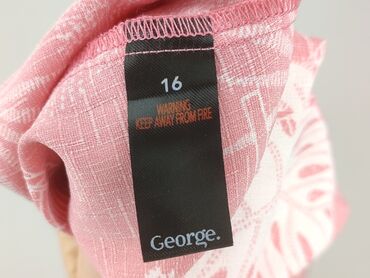 16
WARNING
KEEP AWAY FROM FIRE
George.